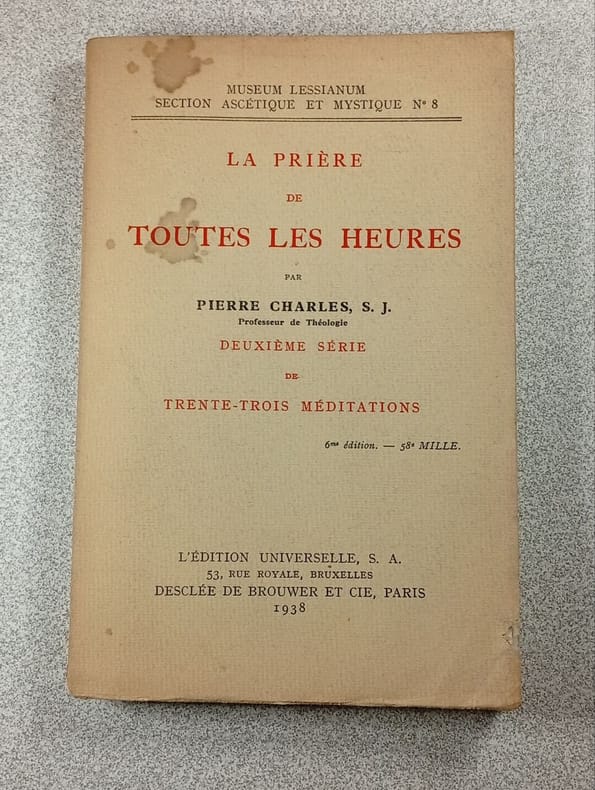 MUSEUM LESSIANUM
SECTION ASCÉTIQUE ET MYSTIQUE Nº 8
LA PRIÈRE
DE
TOUTES LES HEURES
PAR
PIERRE CHARLES, S. J.
Professeur de Théologie
DEUXIÈME SÉRIE
DE
TRENTE-TROIS MÉDITATIONS
6me édition. — 58e MILLE.
L'ÉDITION UNIVERSELLE, S. A.
53, RUE ROYALE, BRUXELLES
DESCLÉE DE BROUWER ET CIE, PARIS
1938